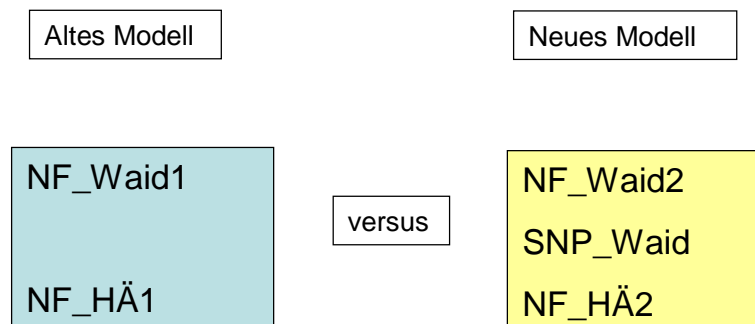 Altes Modell
Neues Modell
NF_Waid1
NF_HÄ1
versus
NF_Waid2
SNP_Waid
NF_HÄ2